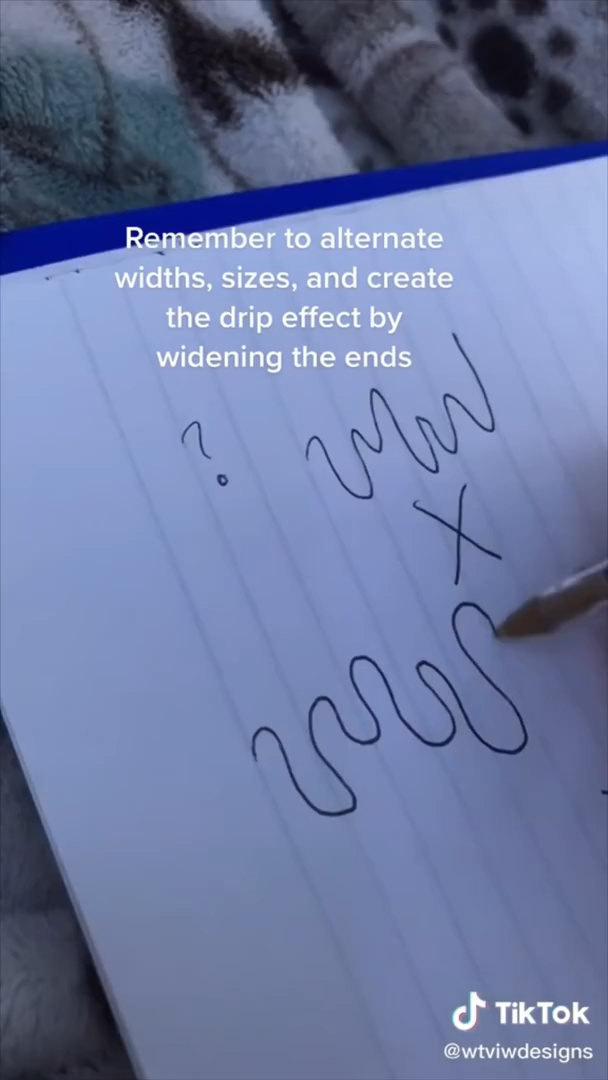 Remember to alternate
widths, sizes, and create
the drip effect by
widening the ends
?
X
TikTok
@wtviwdesigns